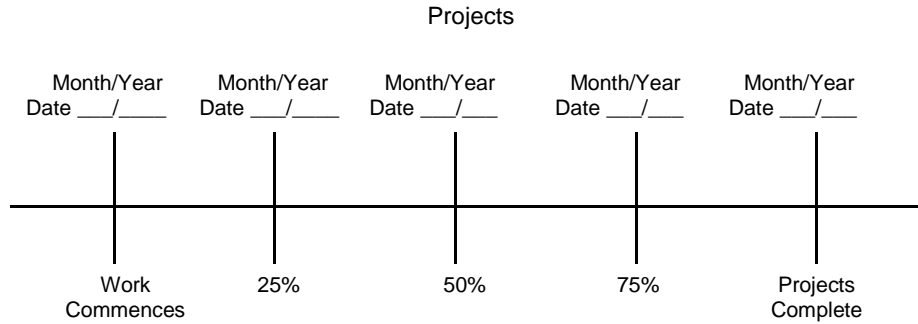 Projects
Month/Year Month/Year Month/Year Month/Year Month/Year
Date ___/____ Date ___/____ Date ___/___ Date ___/___ Date ___/___
Work 25% 50% 75% Projects
Commences Complete